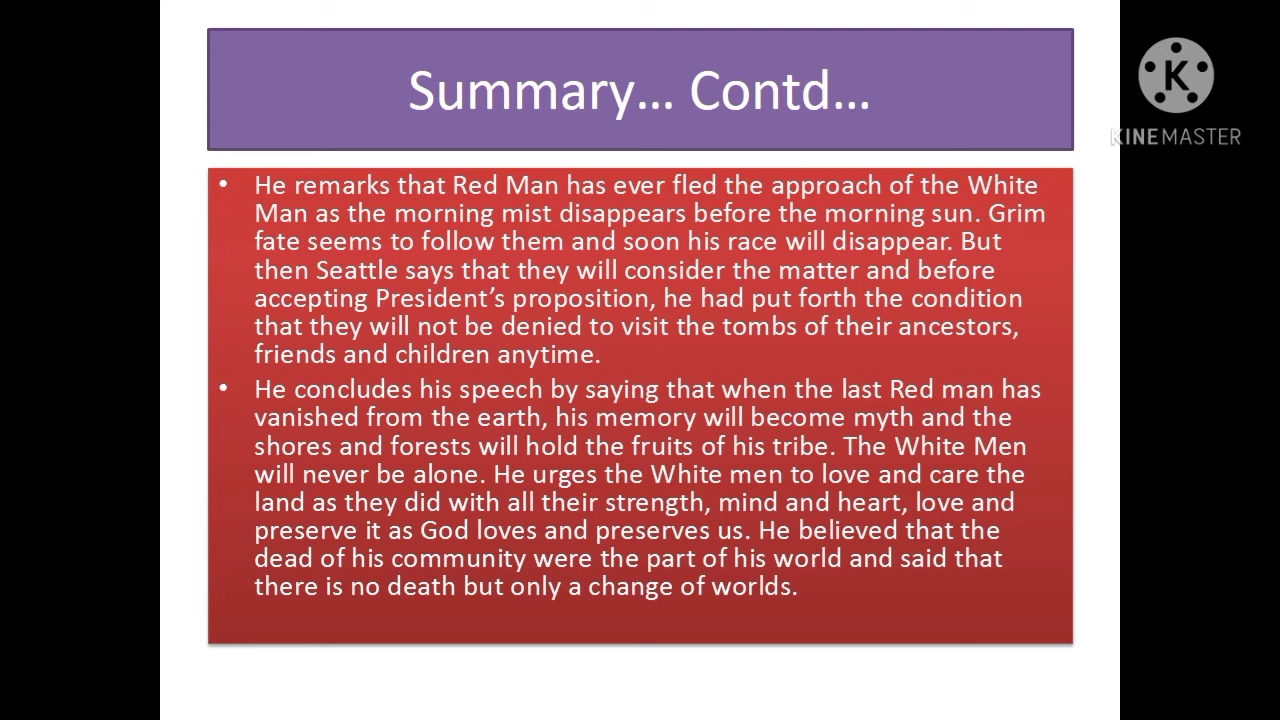 Summary... Contd...
K
KINEMASTER
• He remarks that Red Man has ever fled the approach of the White
Man as the morning mist disappears before the morning sun. Grim
fate seems to follow them and soon his race will disappear. But
then Seattle says that they will consider the matter and before
accepting President’s proposition, he had put forth the condition
that they will not be denied to visit the tombs of their ancestors,
friends and children anytime.
• He concludes his speech by saying that when the last Red man has
vanished from the earth, his memory will become myth and the
shores and forests will hold the fruits of his tribe. The White Men
will never be alone. He urges the White men to love and care the
land as they did with all their strength, mind and heart, love and
preserve it as God loves and preserves us. He believed that the
dead of his community were the part of his world and said that
there is no death but only a change of worlds.